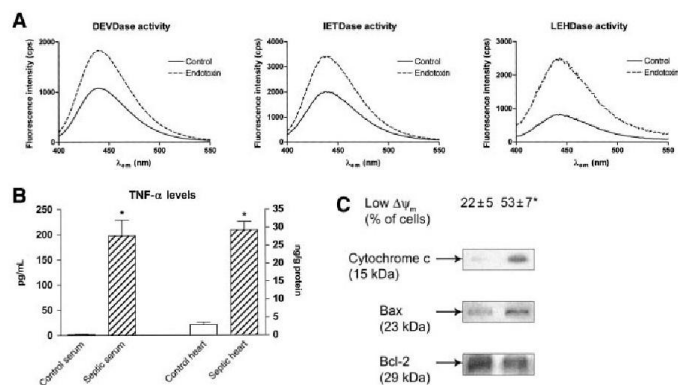 A
DEVDase activity
IETDase activity
LEHDase activity
Fluorescence intensity (cps)
2000
1000
0
400
450
500
550
λem (nm)
Control
Endotoxin
Fluorescence intensity (cps)
4000
3000
2000
1000
0
400
450
500
550
λem (nm)
Control
Endotoxin
Fluorescence intensity (cps)
3000
2000
1000
0
400
450
500
550
λem (nm)
Control
Endotoxin
B
TNF-α levels
pg/mL
250
200
150
100
50
0
*
*
35
30
25
20
15
10
5
0
ng/g protein
Control serum
Septic serum
Control heart
Septic heart
C
Low Δψm 22±5 53±7*
(% of cells)
Cytochrome c
(15 kDa)
Bax
(23 kDa)
Bcl-2
(29 kDa)